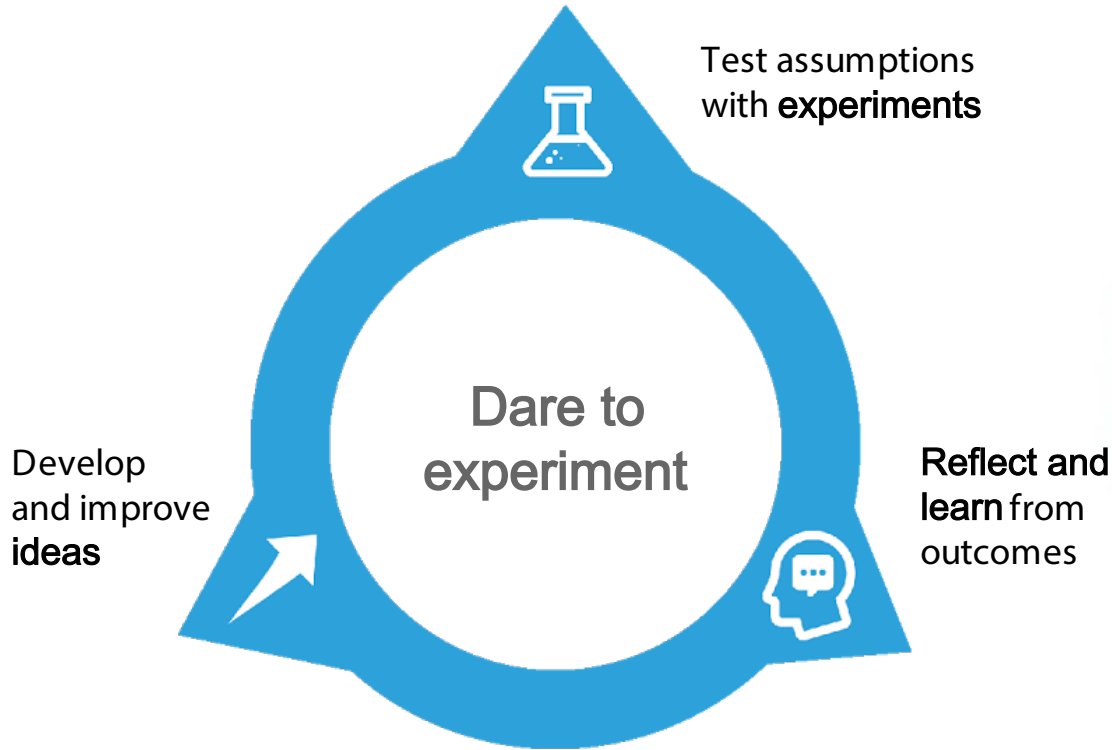 Test assumptions
with experiments
Dare to
experiment
Develop
and improve
ideas
Reflect and
learn from
outcomes